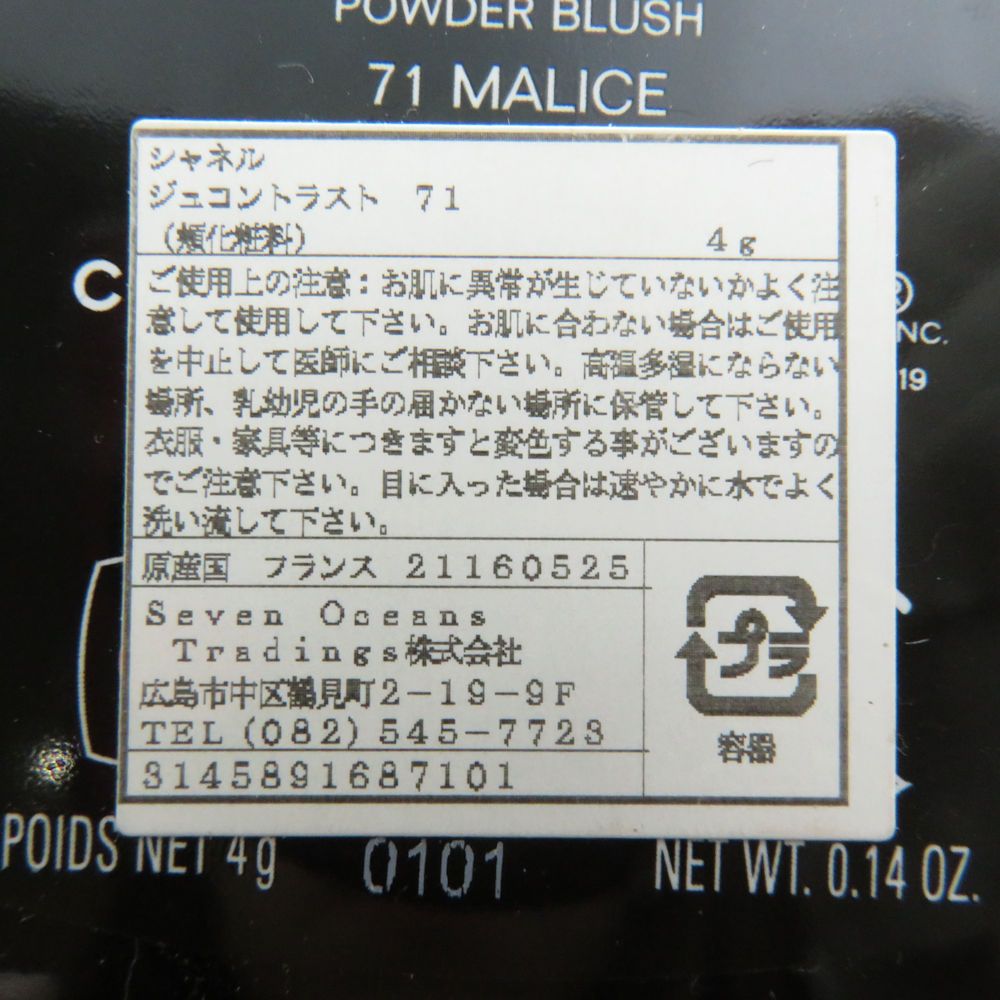 POWDER BLUSH
71 MALICE
シャネル
ジュコントラスト 71
(頬化粧料) 4g
C ®
ご使用上の注意：お肌に異常が生じていないかよく注
意して使用して下さい。お肌に合わない場合はご使用
NC.
を中止して医師にご相談下さい。高温多湿にならない
19
場所、乳幼児の手の届かない場所に保管して下さい。
衣服・家具等につきますと変色する事がございますの
でご注意下さい。目に入った場合は速やかに水でよく
洗い流して下さい。
原産国 フランス 21160525
Seven Oceans
Tradings株式会社
広島市中区鶴見町2-19-9F
TEL(082)545-7723
3145891687101
プラ
容器
POIDS NET 4g 0101 NET WT. 0.14 OZ.